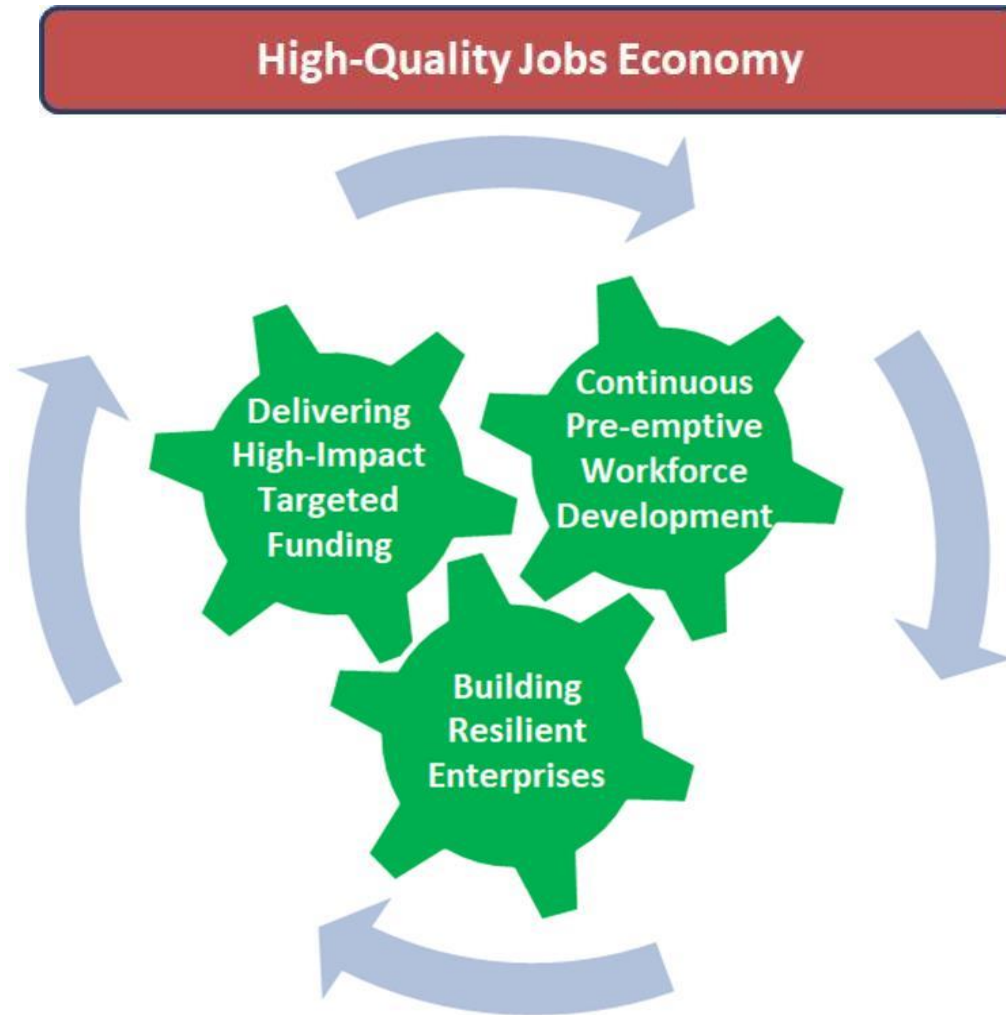 High-Quality Jobs Economy
Delivering
High-Impact
Targeted
Funding
Continuous
Pre-emptive
Workforce
Development
Building
Resilient
Enterprises